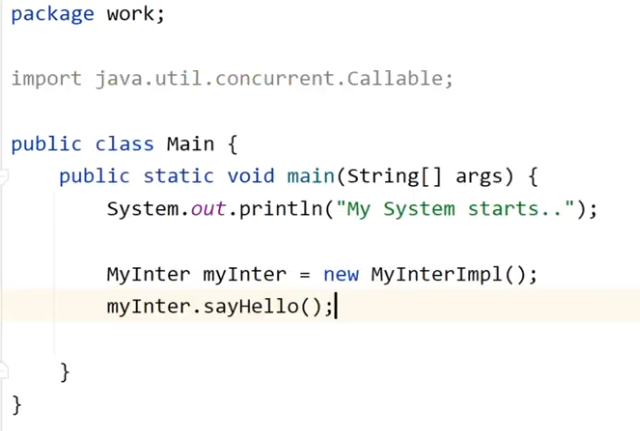 package work;
import java.util.concurrent.Callable;
public class Main {
public static void main(String[] args) {
System.out.println("My System starts..");
MyInter myInter = new MyInterImpl();
myInter.sayHello();
}
}